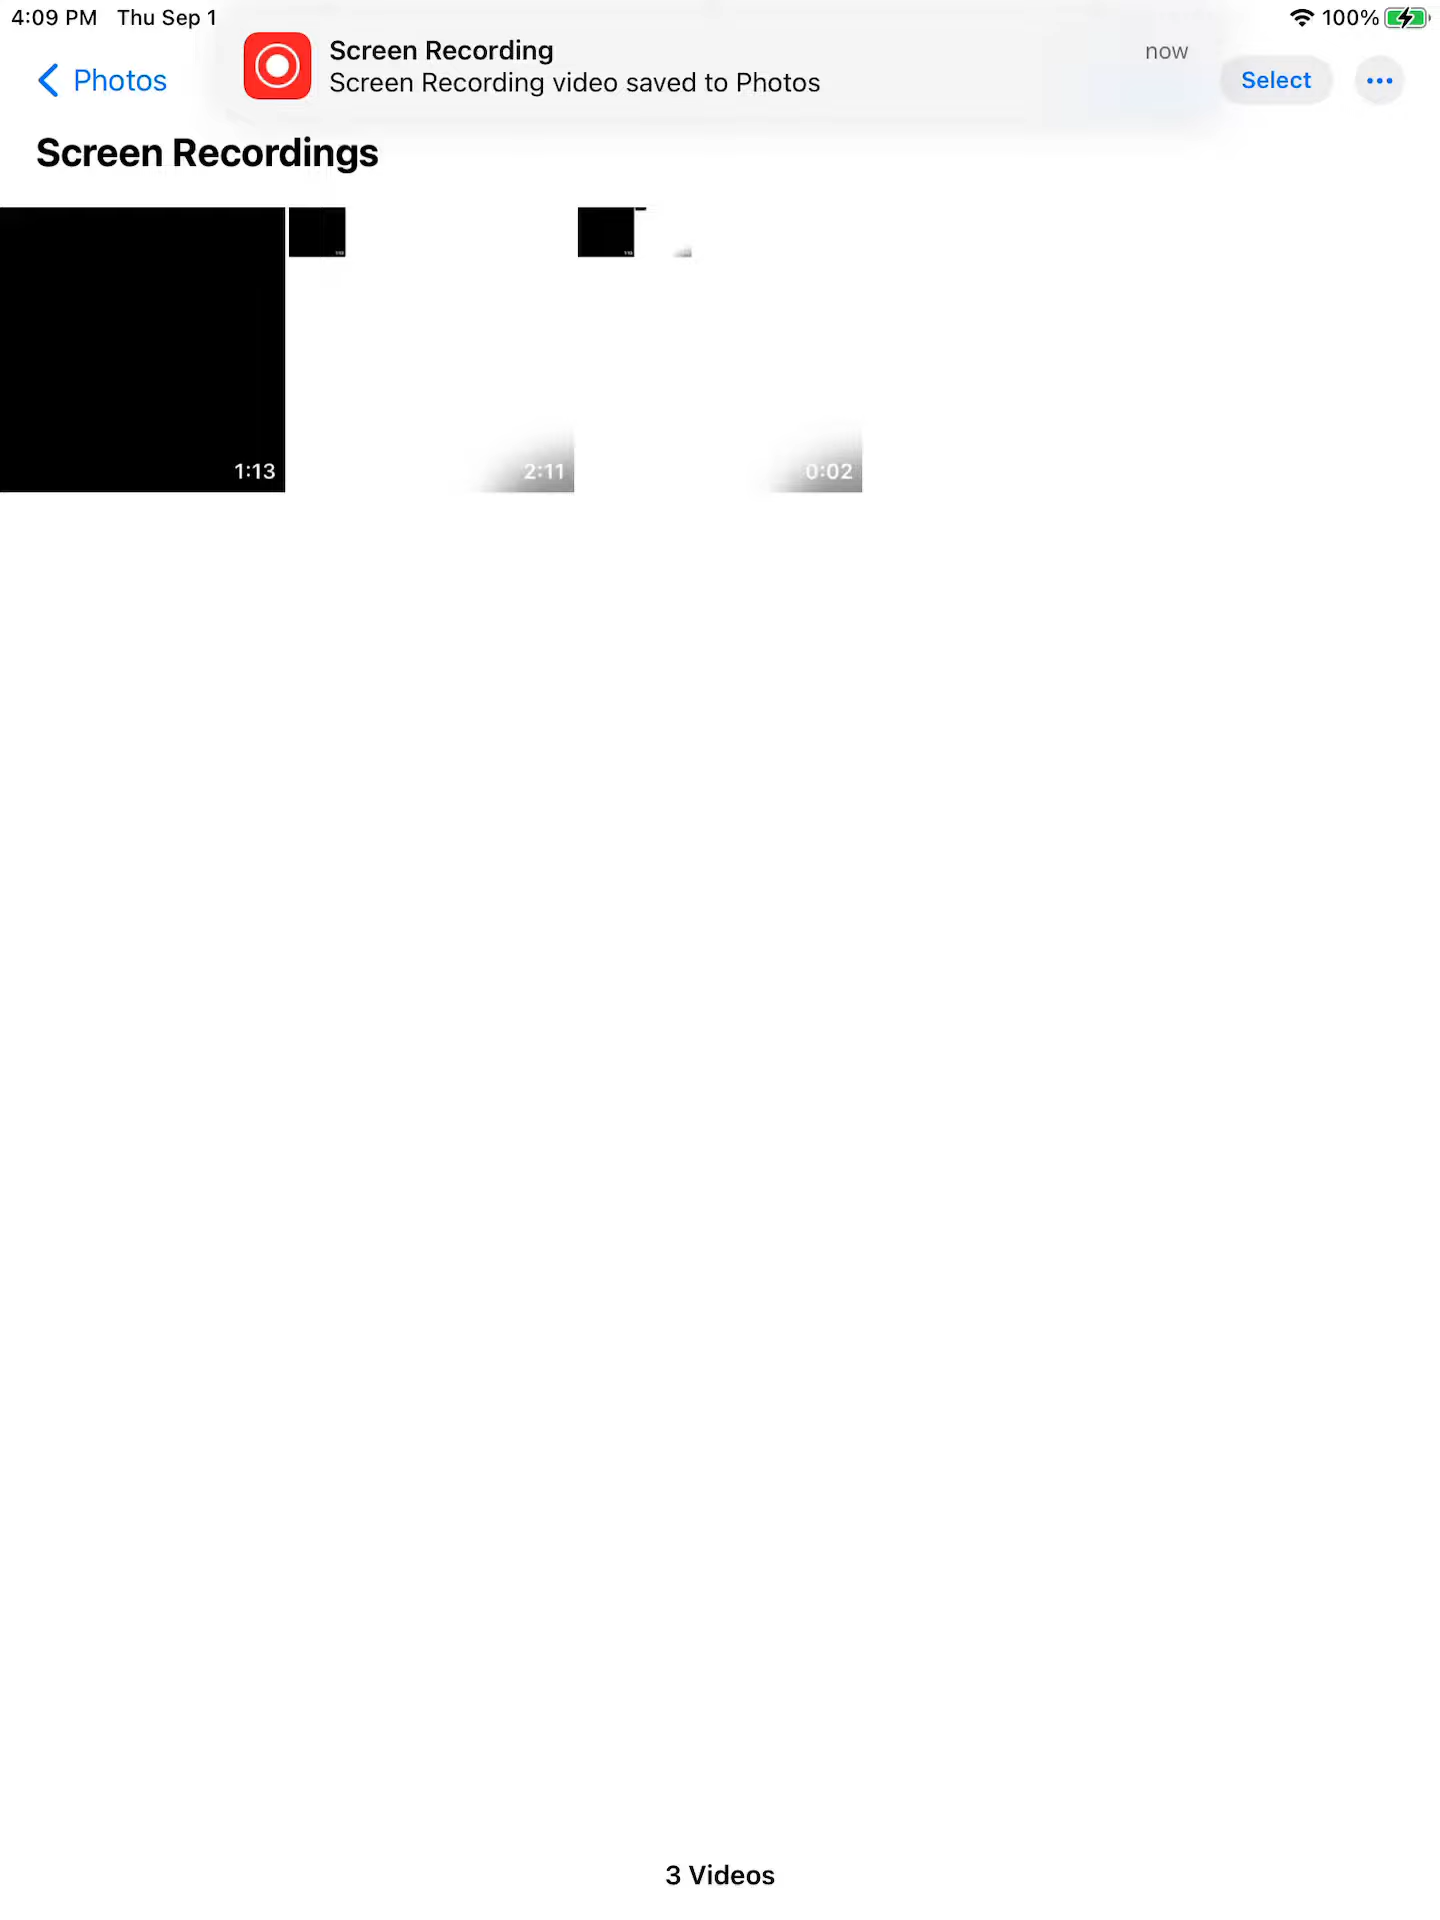 4:09 PM Thu Sep 1
100%
Screen Recording
now
Screen Recording video saved to Photos
Photos
Select
Screen Recordings
1:13
2:11
0:02
3 Videos